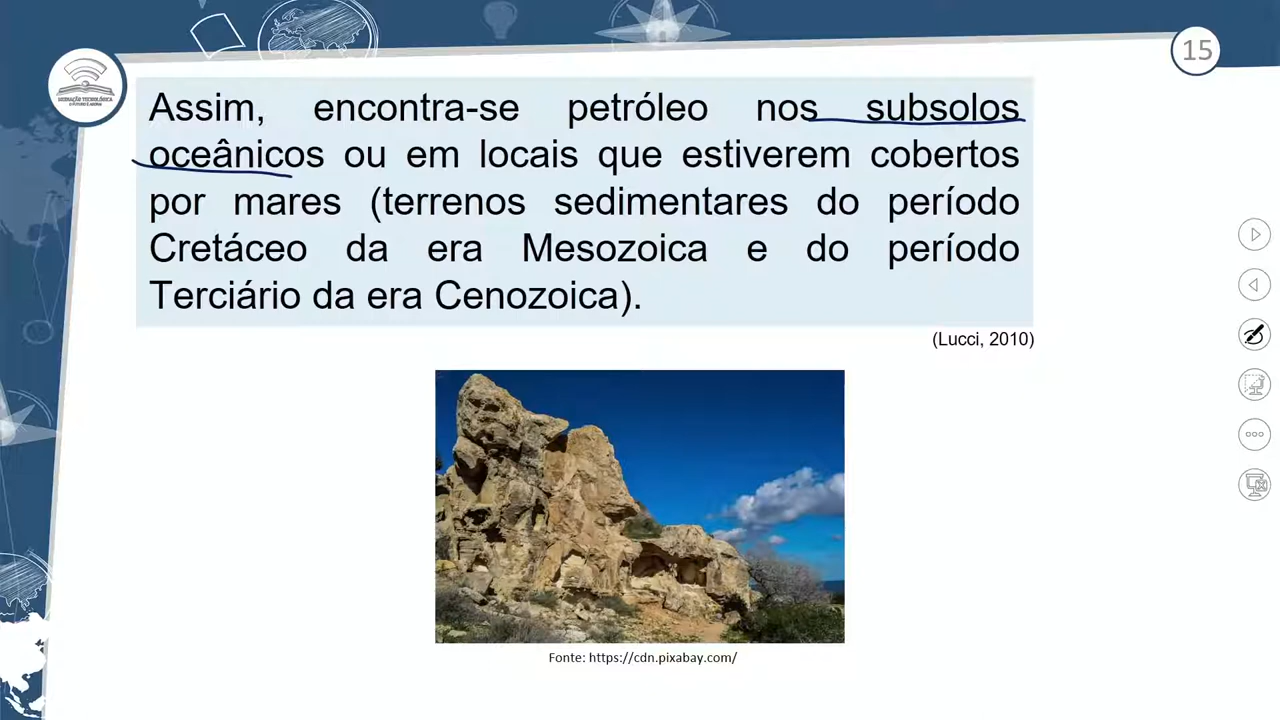 15
Assim, encontra-se petróleo nos subsolos
oceânicos ou em locais que estiverem cobertos
por mares (terrenos sedimentares do período
Cretáceo da era Mesozoica e do período
Terciário da era Cenozoica).
(Lucci, 2010)
Fonte: https://cdn.pixabay.com/